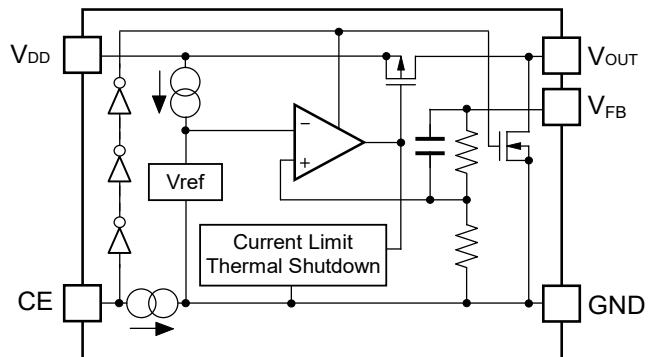 VDD
VOUT
VFB
−
+
Vref
Current Limit
Thermal Shutdown
CE
GND